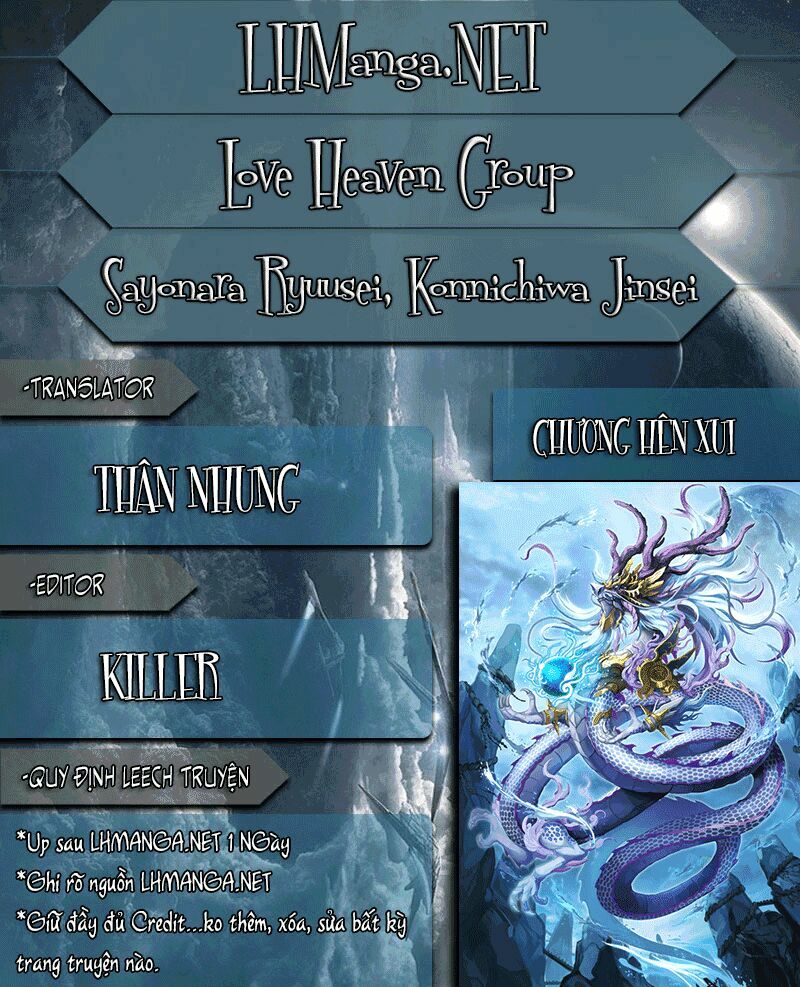 LHManga.NET
Love Heaven Group
Sayonara Ryuusei, Konnichiwa Jinsei
-TRANSLATOR
CHƯƠNG HÊN XUI
THÂN NHUNG
-EDITOR
KILLER
-QUY ĐỊNH LEECH TRUYỆN
*Up sau LHMANGA.NET 1 NGày
*Ghi rõ nguồn LHMANGA.NET
*Giữ đầy đủ Credit...ko thêm, xóa, sửa bất kỳ
trang truyện nào.